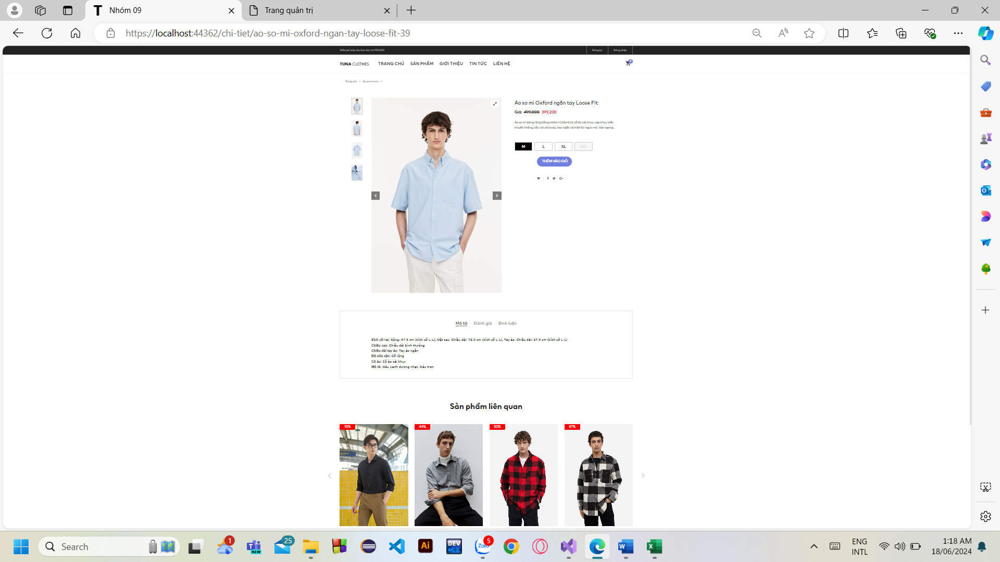 Nhóm 09
Trang quản trị
https://localhost:44362/chi-tiet/ao-so-mi-oxford-ngan-tay-loose-fit-39
Miễn phí ship cho hóa đơn từ 999.000
Đăng ký
Đăng nhập
TUNA CLOTHES
TRANG CHỦ
SẢN PHẨM
GIỚI THIỆU
TIN TỨC
LIÊN HỆ
0
Trang chủ > Áo sơ mi nam >
Áo sơ mi Oxford ngắn tay Loose Fit
Giá: 499,000 399,200
Áo sơ mi dáng rộng bằng cotton Oxford có cổ áo cài khuy, nẹp khuy kiểu
truyền thống, cầu vai phía sau, tay ngắn và một túi ngực mở. Vạt ngang.
M
L
XL
XXL
THÊM VÀO GIỎ
Mô tả
Đánh giá
Bình luận
Kích cỡ:Vai: Rộng: 57.5 cm (Kích cỡ L/L), Mặt sau: Chiều dài: 78.0 cm (Kích cỡ L/L), Tay áo: Chiều dài: 27.5 cm (Kích cỡ L/L)
Chiều cao: Chiều dài bình thường
Chiều dài tay áo: Tay áo ngắn
Độ vừa vặn: Cỡ rộng
Cổ áo: Cổ áo cài khuy
Mô tả: Màu xanh dương nhạt, Màu trơn
Sản phẩm liên quan
10%
44%
50%
47%
Search
1
NEW
25
Ai
DEV C++
Zalo
5
ENG
INTL
1:18 AM
18/06/2024